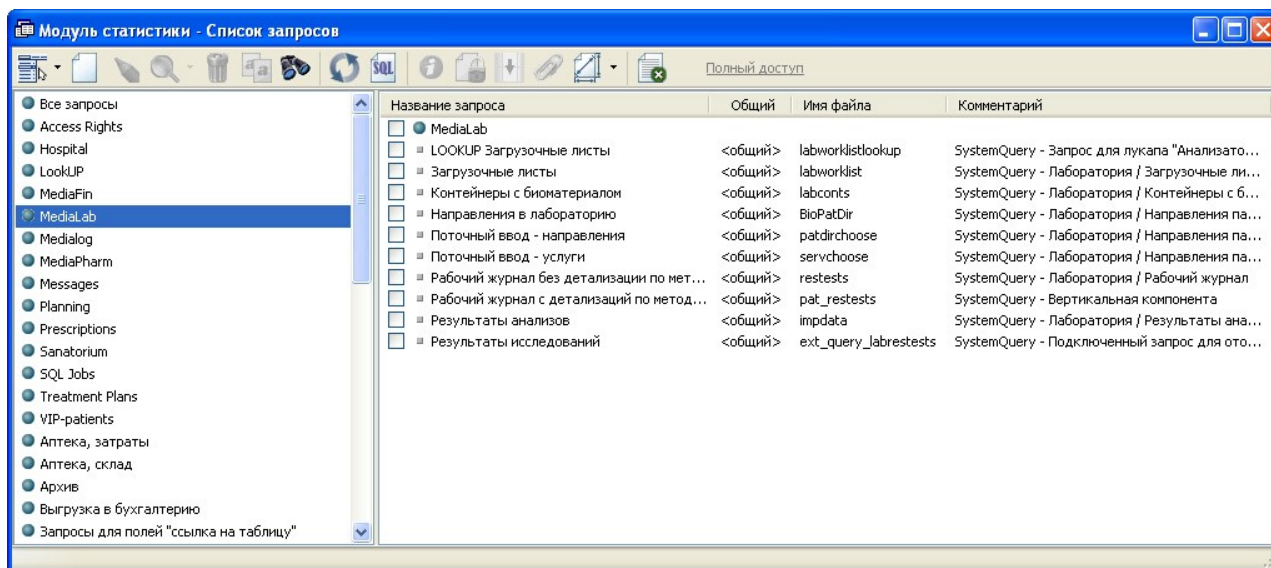 Модуль статистики - Список запросов
SQL
Полный доступ
Все запросы
Access Rights
Hospital
LookUP
MediaFin
MediaLab
Medialog
MediaPharm
Messages
Planning
Prescriptions
Sanatorium
SQL Jobs
Treatment Plans
VIP-patients
Аптека, затраты
Аптека, склад
Архив
Выгрузка в бухгалтерию
Запросы для полей "ссылка на таблицу"
Название запроса Общий Имя файла Комментарий
MediaLab
LOOKUP Загрузочные листы <общий> labworklistlookup SystemQuery - Запрос для лукапа "Анализато...
Загрузочные листы <общий> labworklist SystemQuery - Лаборатория / Загрузочные ли...
Контейнеры с биоматериалом <общий> labconts SystemQuery - Лаборатория / Контейнеры с б...
Направления в лабораторию <общий> BioPatDir SystemQuery - Лаборатория / Направления па...
Поточный ввод - направления <общий> patdirchoose SystemQuery - Лаборатория / Направления па...
Поточный ввод - услуги <общий> servchoose SystemQuery - Лаборатория / Направления па...
Рабочий журнал без детализации по мет... <общий> restests SystemQuery - Лаборатория / Рабочий журнал
Рабочий журнал с детализаций по метод... <общий> pat_restests SystemQuery - Вертикальная компонента
Результаты анализов <общий> impdata SystemQuery - Лаборатория / Результаты ана...
Результаты исследований <общий> ext_query_labrestests SystemQuery - Подключенный запрос для ото...